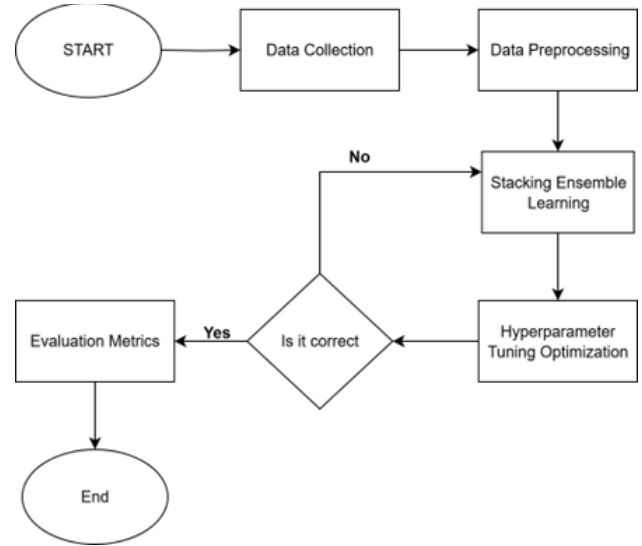 START
Data Collection
Data Preprocessing
No
Stacking Ensemble
Learning
Hyperparameter
Tuning Optimization
Is it correct
Yes
Evaluation Metrics
End